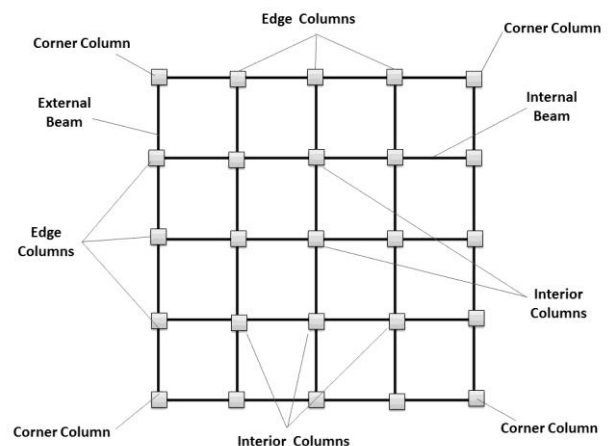 Edge Columns
Corner Column
Corner Column
External
Beam
Internal
Beam
Edge
Columns
Interior
Columns
Corner Column
Interior Columns
Corner Column